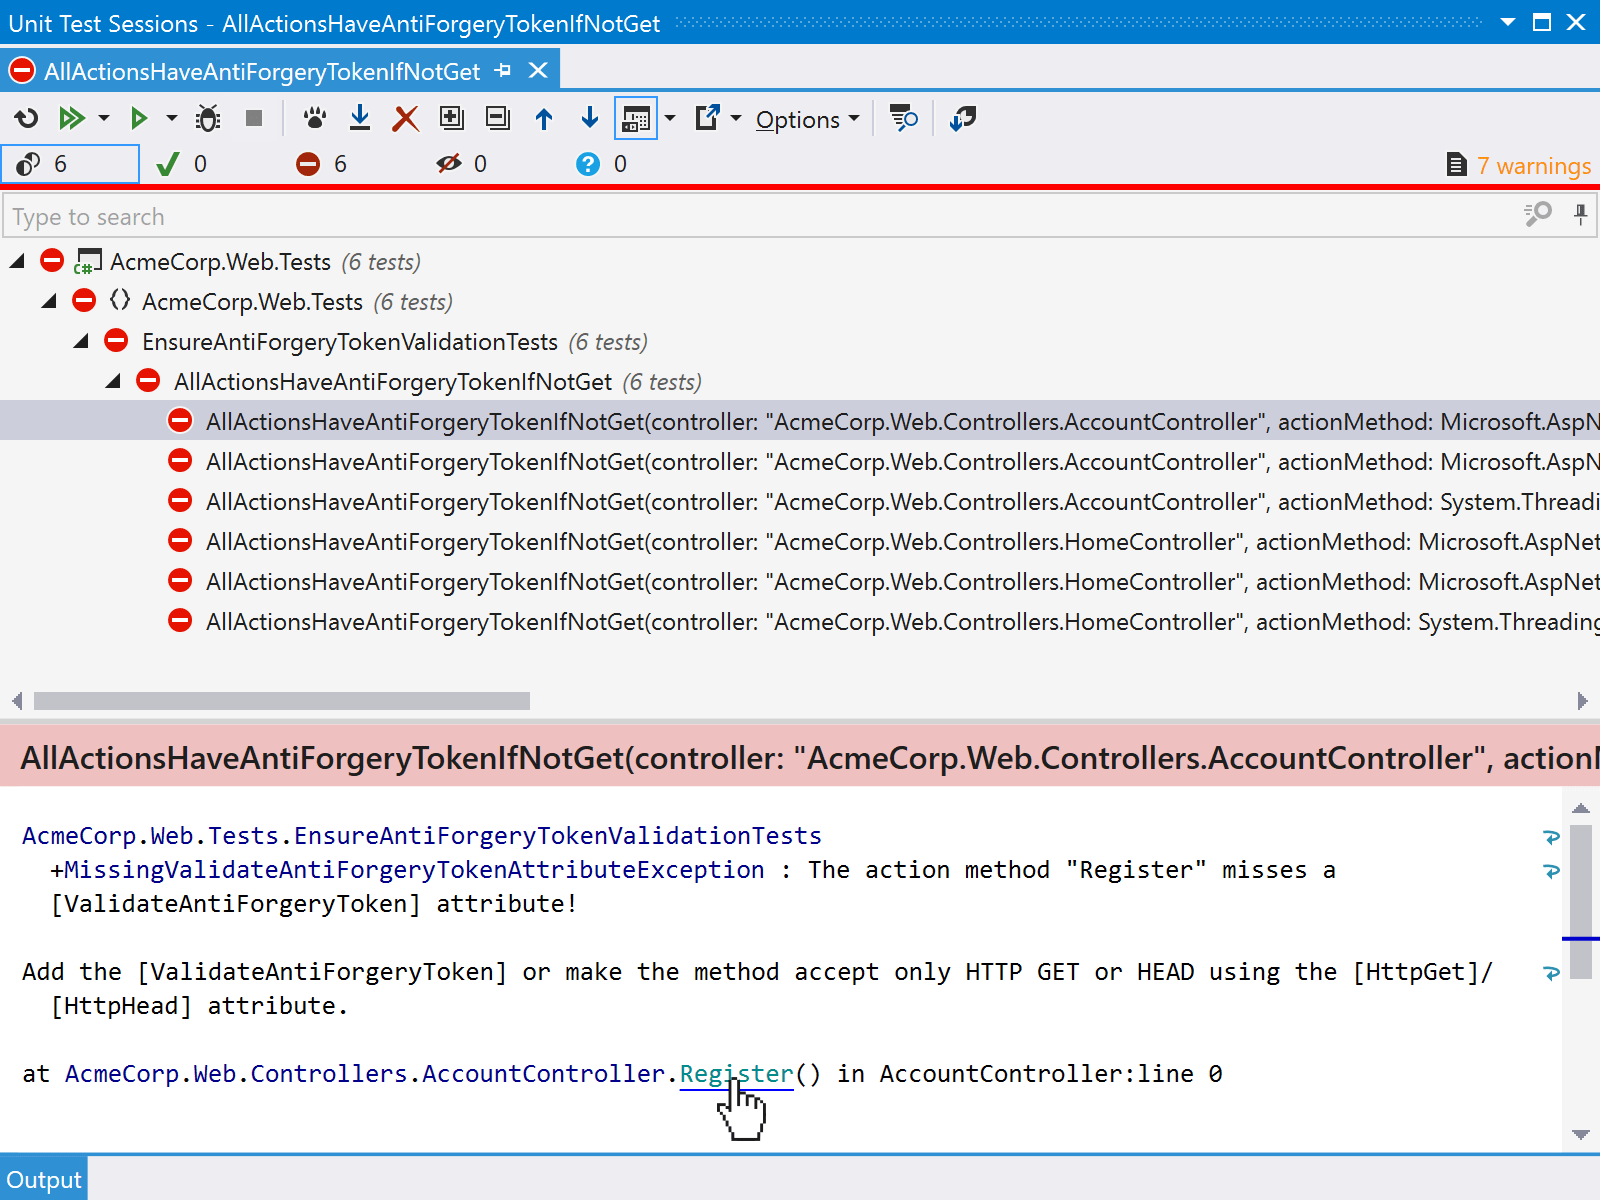 Unit Test Sessions - AllActionsHaveAntiForgeryTokenIfNotGet
AllActionsHaveAntiForgeryTokenIfNotGet
Options
6 0 6 0 ? 0 7 warnings
Type to search
C# AcmeCorp.Web.Tests (6 tests)
{} AcmeCorp.Web.Tests (6 tests)
EnsureAntiForgeryTokenValidationTests (6 tests)
AllActionsHaveAntiForgeryTokenIfNotGet (6 tests)
AllActionsHaveAntiForgeryTokenIfNotGet(controller: "AcmeCorp.Web.Controllers.AccountController", actionMethod: Microsoft.AspN
AllActionsHaveAntiForgeryTokenIfNotGet(controller: "AcmeCorp.Web.Controllers.AccountController", actionMethod: Microsoft.AspN
AllActionsHaveAntiForgeryTokenIfNotGet(controller: "AcmeCorp.Web.Controllers.AccountController", actionMethod: System.Threadi
AllActionsHaveAntiForgeryTokenIfNotGet(controller: "AcmeCorp.Web.Controllers.HomeController", actionMethod: Microsoft.AspNet
AllActionsHaveAntiForgeryTokenIfNotGet(controller: "AcmeCorp.Web.Controllers.HomeController", actionMethod: Microsoft.AspNet
AllActionsHaveAntiForgeryTokenIfNotGet(controller: "AcmeCorp.Web.Controllers.HomeController", actionMethod: System.Threading
AllActionsHaveAntiForgeryTokenIfNotGet(controller: "AcmeCorp.Web.Controllers.AccountController", actionM
AcmeCorp.Web.Tests.EnsureAntiForgeryTokenValidationTests
+MissingValidateAntiForgeryTokenAttributeException : The action method "Register" misses a
[ValidateAntiForgeryToken] attribute!
Add the [ValidateAntiForgeryToken] or make the method accept only HTTP GET or HEAD using the [HttpGet]/
[HttpHead] attribute.
at AcmeCorp.Web.Controllers.AccountController.Register() in AccountController:line 0
Output